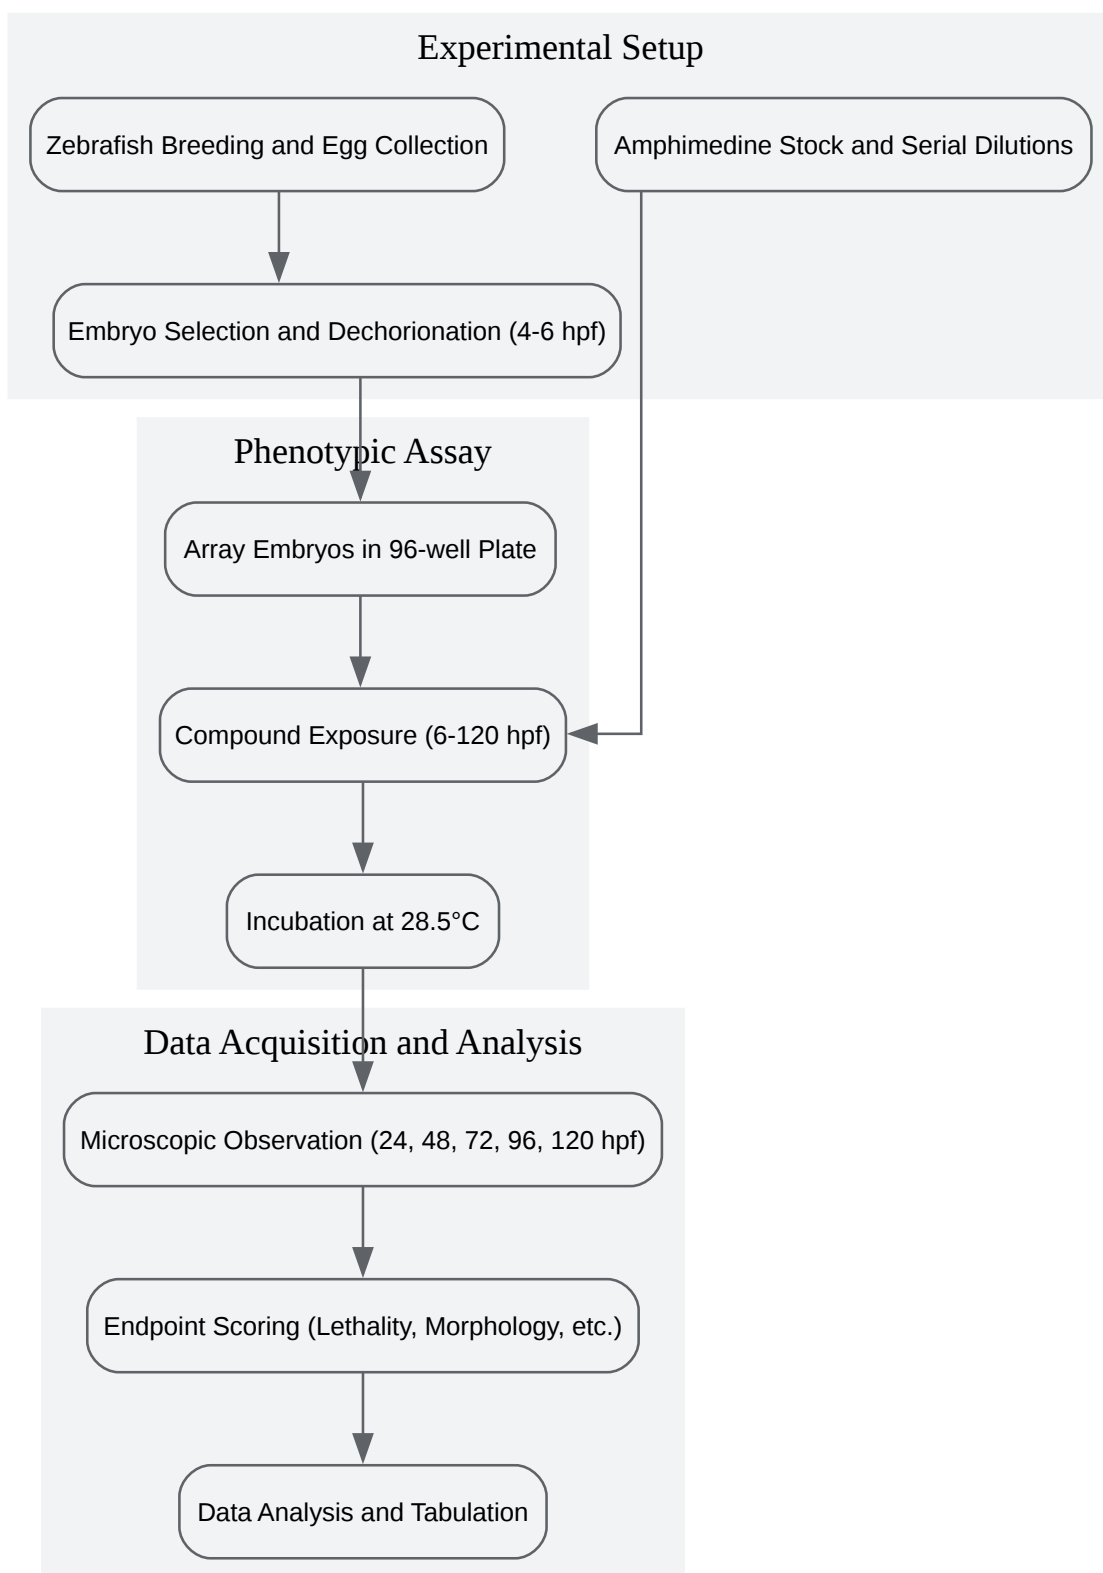 Experimental Setup
Zebrafish Breeding and Egg Collection
Amphimedine Stock and Serial Dilutions
Embryo Selection and Dechorionation (4-6 hpf)
Phenotypic Assay
Array Embryos in 96-well Plate
Compound Exposure (6-120 hpf)
Incubation at 28.5°C
Data Acquisition and Analysis
Microscopic Observation (24, 48, 72, 96, 120 hpf)
Endpoint Scoring (Lethality, Morphology, etc.)
Data Analysis and Tabulation